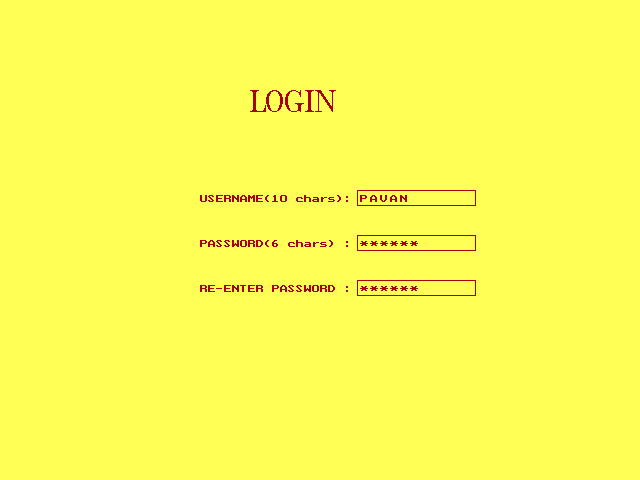 LOGIN
USERNAME(10 chars): PAVAN
PASSWORD(6 chars) : ******
RE-ENTER PASSWORD : ******